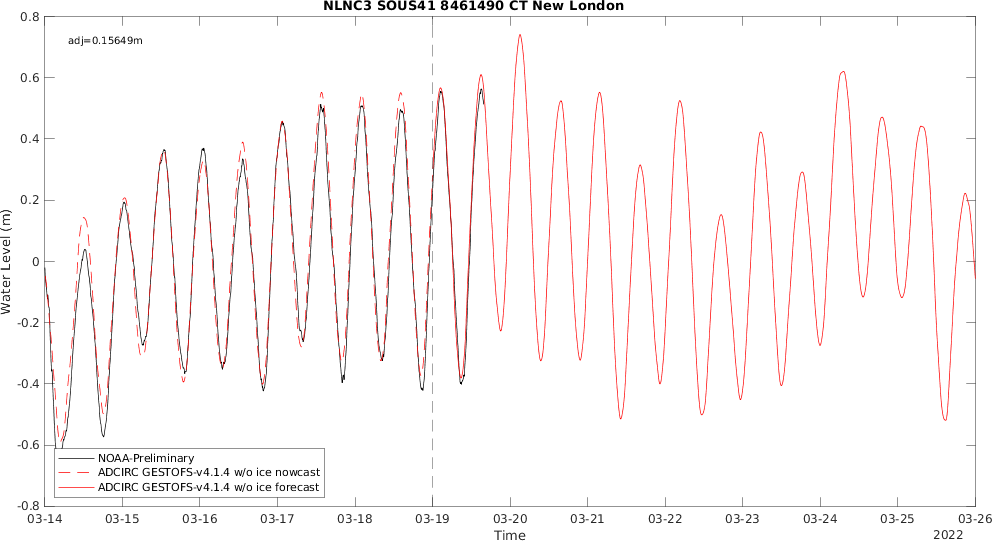 NLNC3 SOUS41 8461490 CT New London
adj=0.15649m
0.8
0.6
0.4
0.2
0
-0.2
-0.4
-0.6
-0.8
Water Level (m)
NOAA-Preliminary
ADCIRC GESTOFS-v4.1.4 w/o ice nowcast
ADCIRC GESTOFS-v4.1.4 w/o ice forecast
03-14 03-15 03-16 03-17 03-18 03-19 03-20 03-21 03-22 03-23 03-24 03-25 03-26
Time
2022